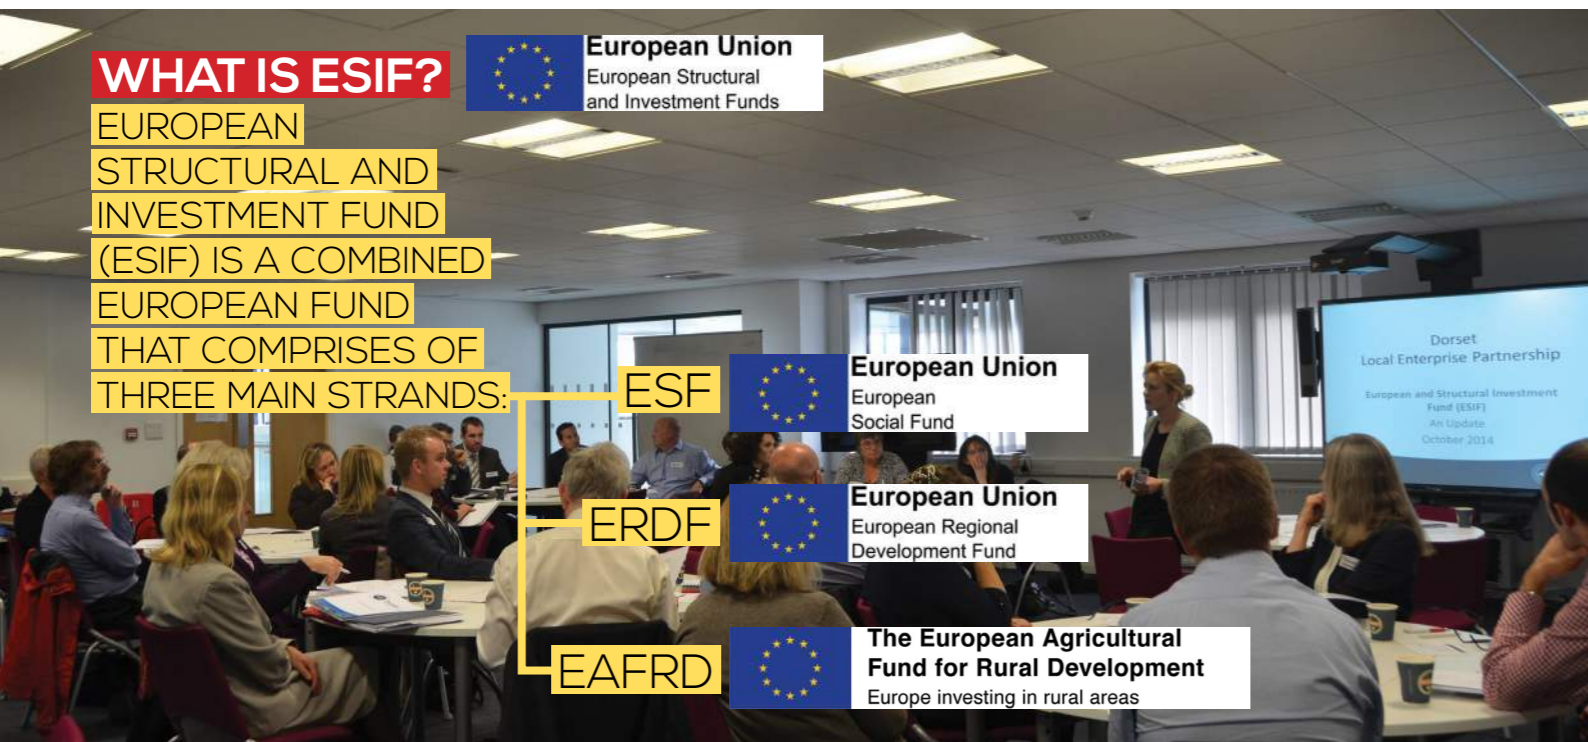 WHAT IS ESIF?
EUROPEAN
STRUCTURAL AND
INVESTMENT FUND
(ESIF) IS A COMBINED
EUROPEAN FUND
THAT COMPRISES OF
THREE MAIN STRANDS:
European Union
European Structural
and Investment Funds
ESF
European Union
European
Social Fund
ERDF
European Union
European Regional
Development Fund
EAFRD
The European Agricultural
Fund for Rural Development
Europe investing in rural areas
Dorset
Local Enterprise Partnership
European and Structural Investment
Fund (ESIF)
An Update
October 2014